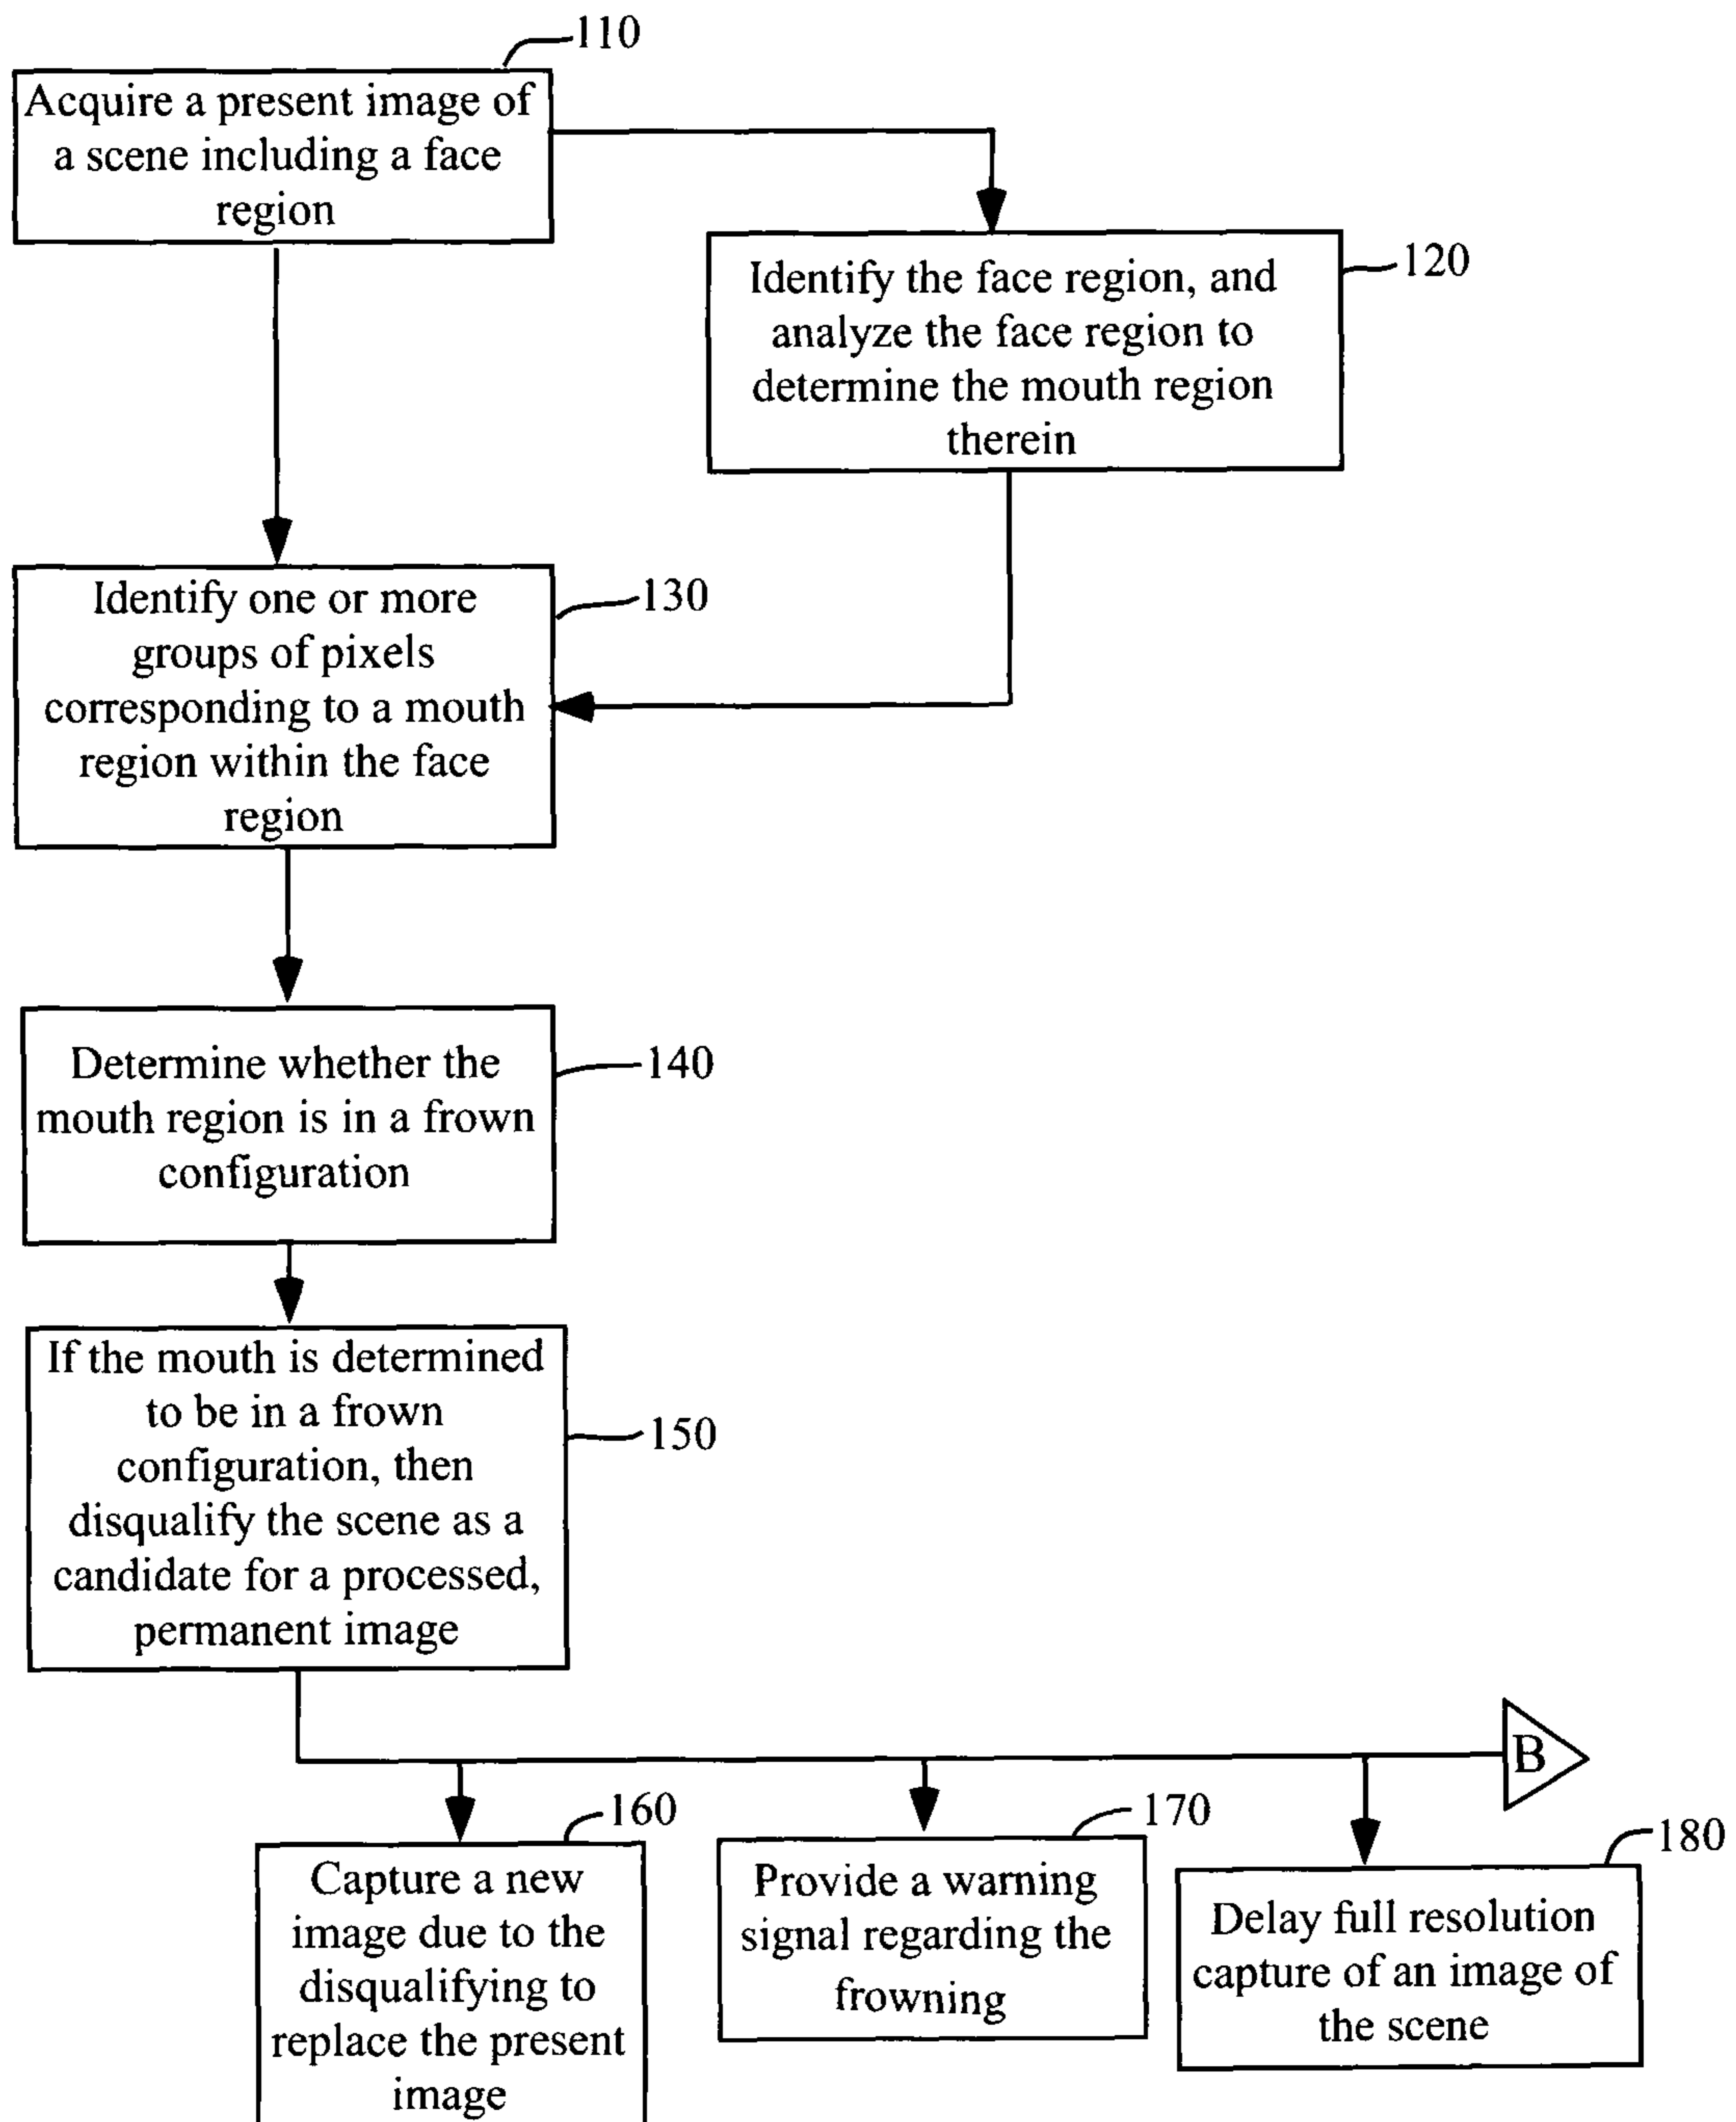 110
Acquire a present image of
a scene including a face
region
120
Identify the face region, and
analyze the face region to
determine the mouth region
therein
130
Identify one or more
groups of pixels
corresponding to a mouth
region within the face
region
140
Determine whether the
mouth region is in a frown
configuration
150
If the mouth is determined
to be in a frown
configuration, then
disqualify the scene as a
candidate for a processed,
permanent image
B
160
Capture a new
image due to the
disqualifying to
replace the present
image
170
Provide a warning
signal regarding the
frowning
180
Delay full resolution
capture of an image of
the scene